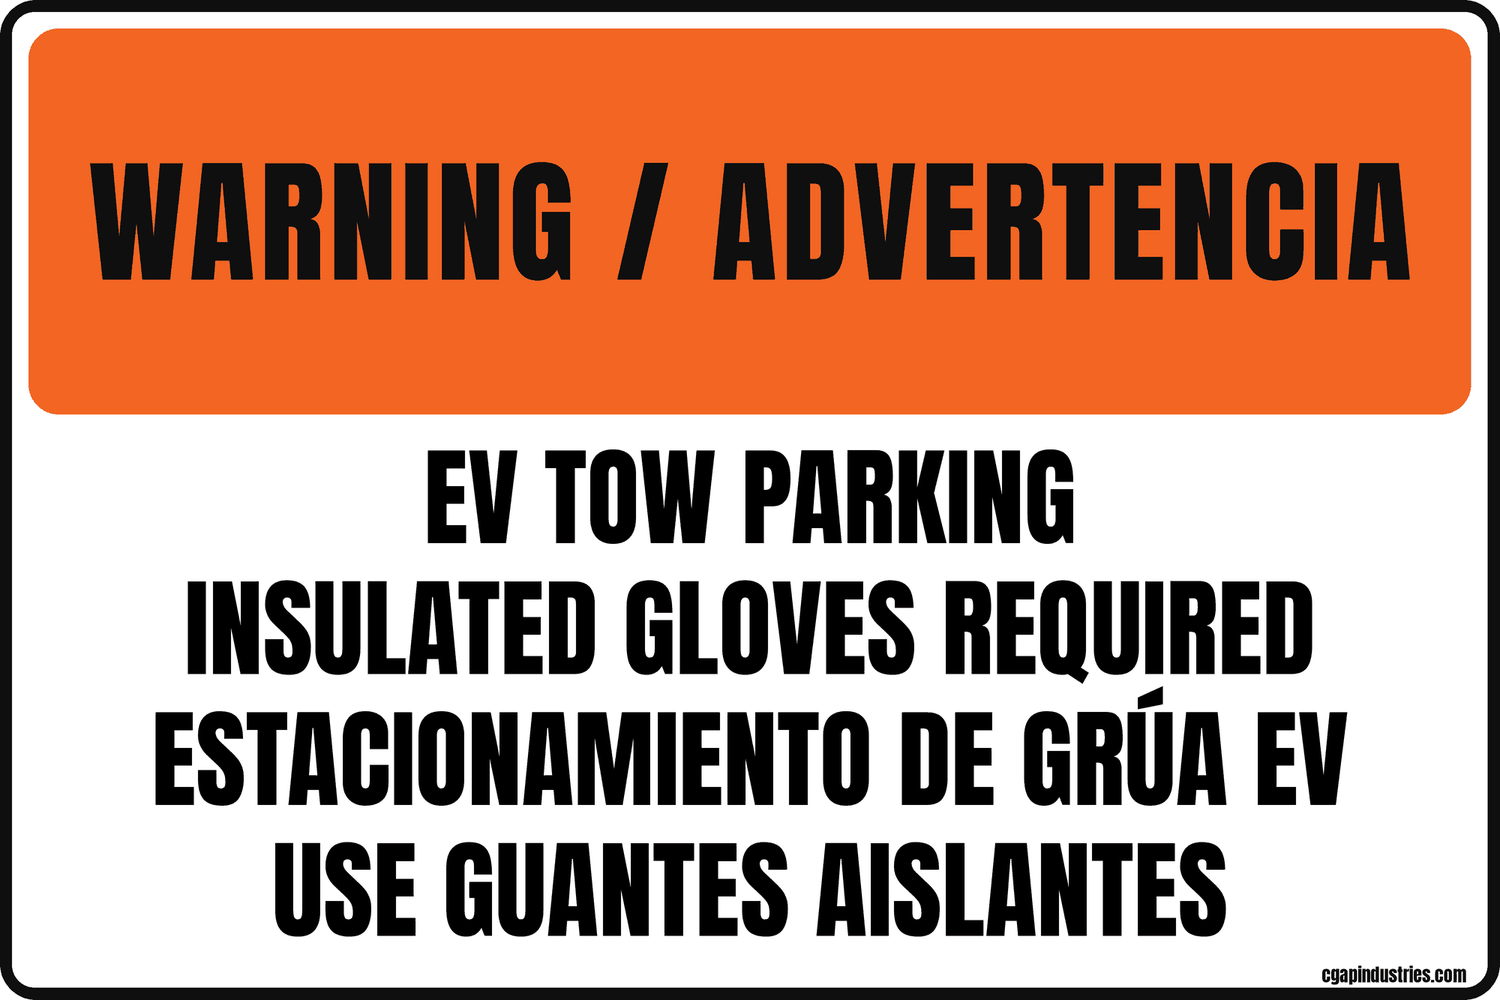 WARNING / ADVERTENCIA
EV TOW PARKING
INSULATED GLOVES REQUIRED
ESTACIONAMIENTO DE GRÚA EV
USE GUANTES AISLANTES
cgapindustries.com